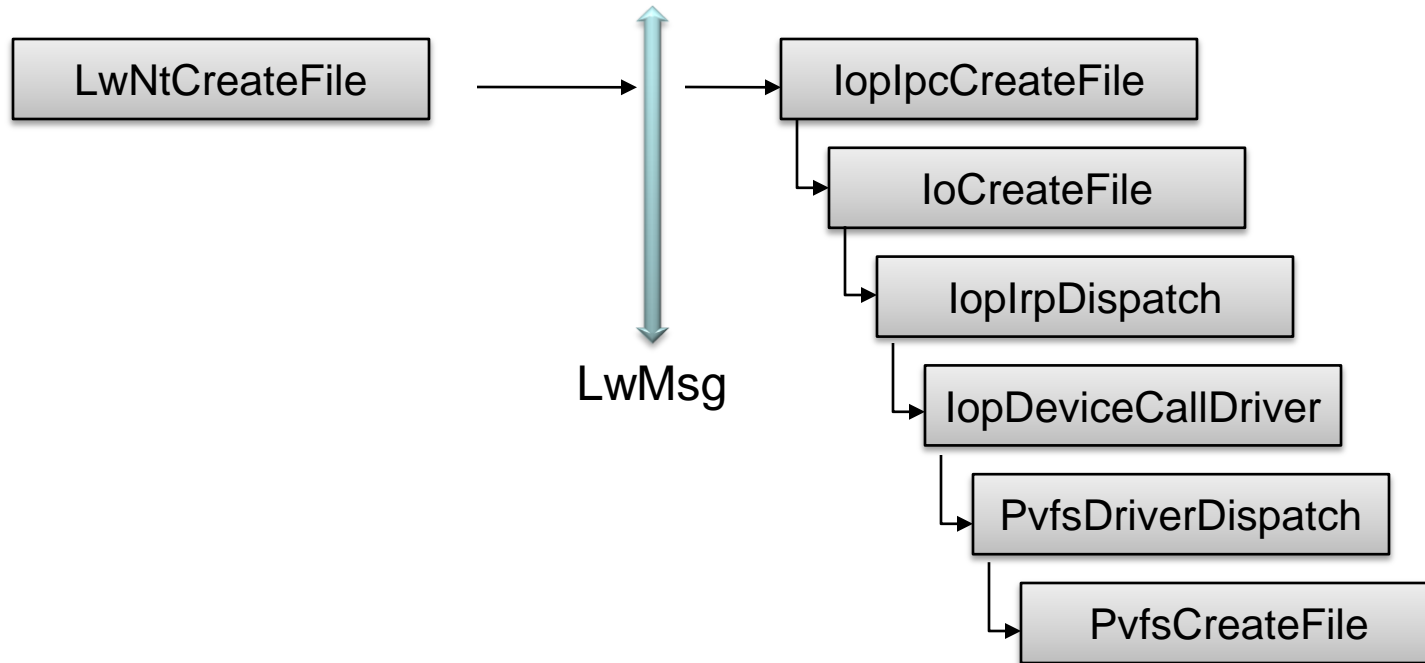 LwNtCreateFile
IopIpcCreateFile
IoCreateFile
IopIrpDispatch
LwMsg
IopDeviceCallDriver
PvfsDriverDispatch
PvfsCreateFile